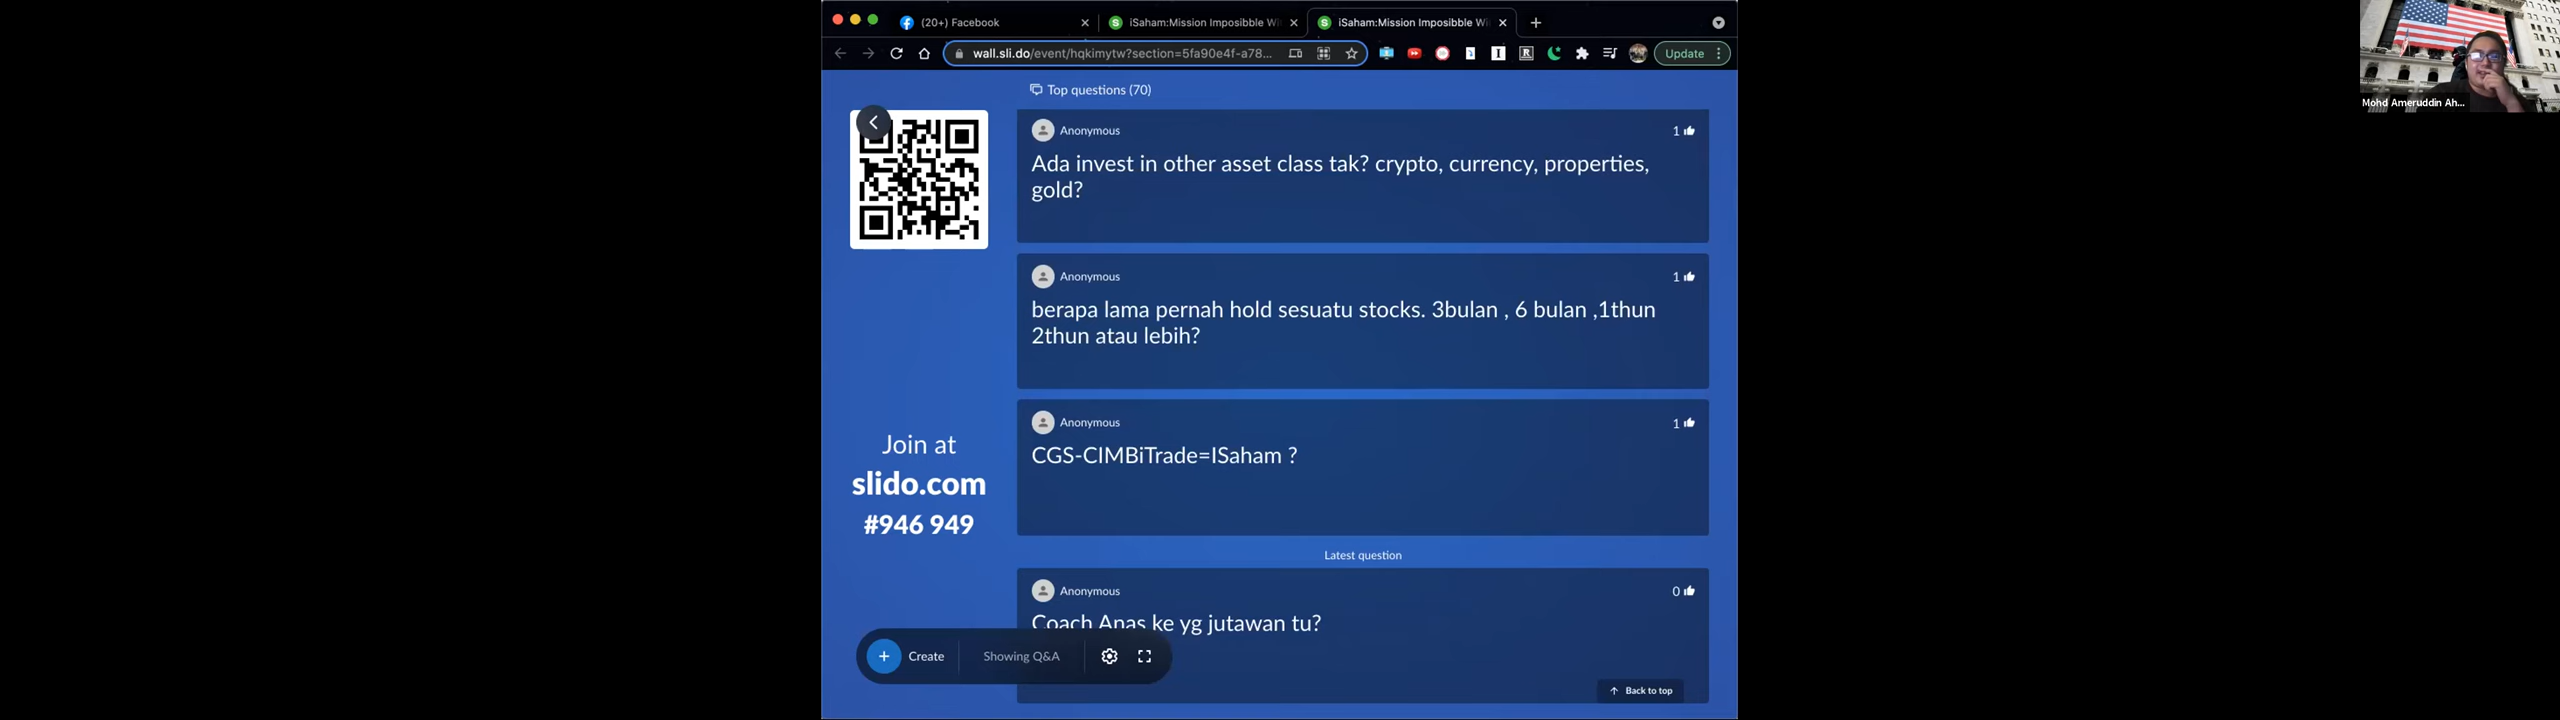 (20+) Facebook
iSaham:Mission Imposibble Wi
iSaham:Mission Imposibble Wi
wall.sli.do/event/hqkimytw?section=5fa90e4f-a78...
Update
Mohd Ameruddin Ah...
Top questions (70)
Anonymous
1
Ada invest in other asset class tak? crypto, currency, properties,
gold?
Anonymous
1
berapa lama pernah hold sesuatu stocks. 3bulan , 6 bulan ,1thun
2thun atau lebih?
Anonymous
1
CGS-CIMBiTrade=ISaham ?
Join at
slido.com
#946 949
Latest question
Anonymous
0
Coach Anas ke yg jutawan tu?
Create
Showing Q&A
Back to top